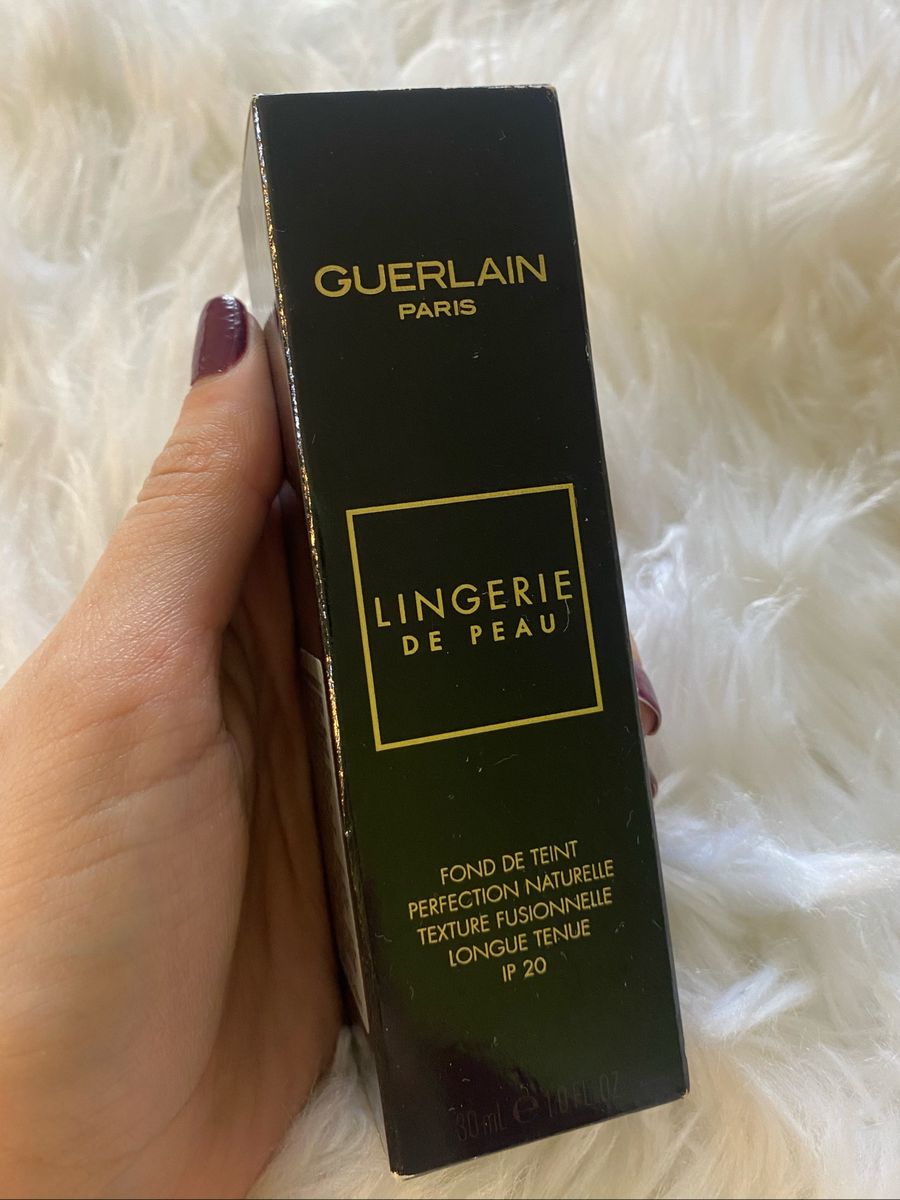 GUERLAIN
PARIS
LINGERIE
DE PEAU
FOND DE TEINT
PERFECTION NATURELLE
TEXTURE FUSIONNELLE
LONGUE TENUE
IP 20
30 mL e 1.0 FL.OZ.